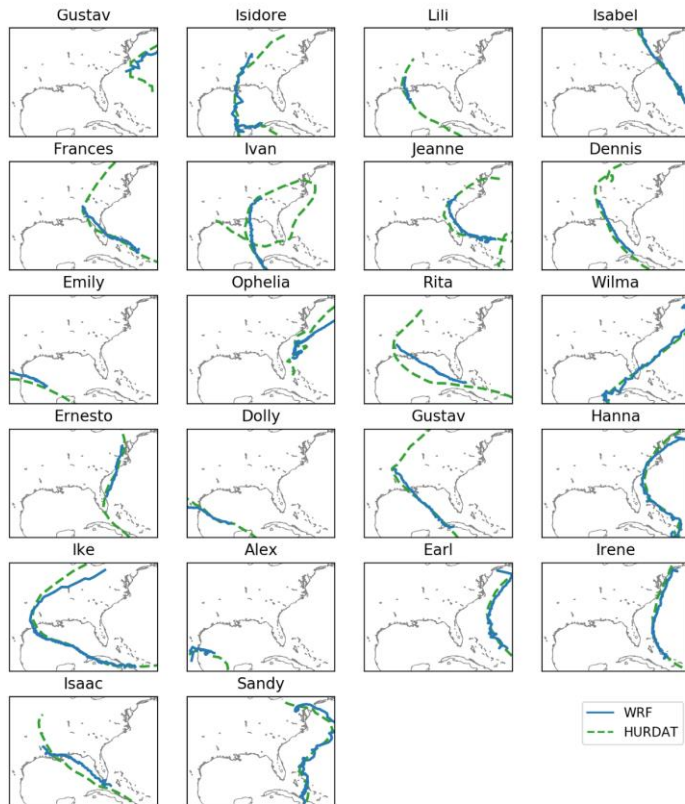 Gustav Isidore Lili Isabel
Frances Ivan Jeanne Dennis
Emily Ophelia Rita Wilma
Ernesto Dolly Gustav Hanna
Ike Alex Earl Irene
Isaac Sandy
WRF
HURDAT